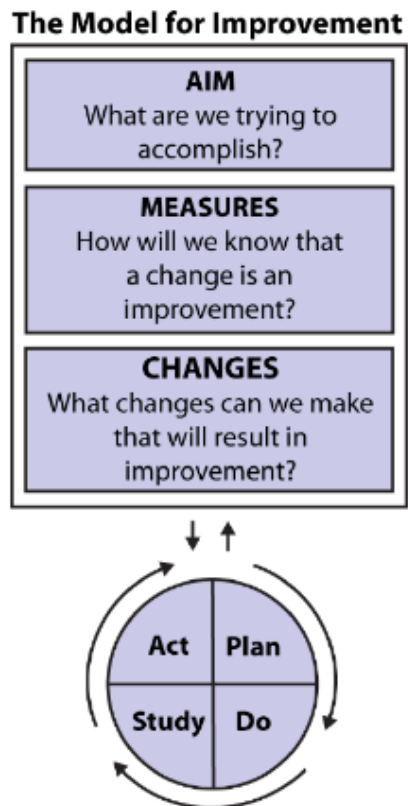 The Model for Improvement
AIM
What are we trying to
accomplish?
MEASURES
How will we know that
a change is an
improvement?
CHANGES
What changes can we make
that will result in
improvement?
Act Plan
Study Do